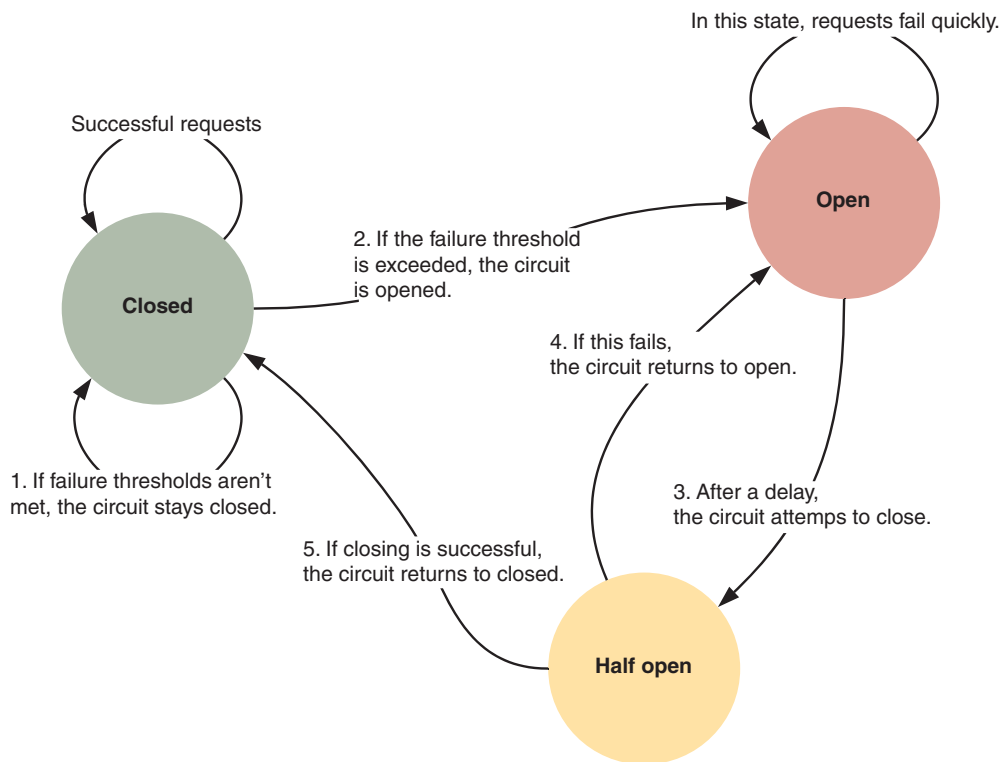 In this state, requests fail quickly.
Successful requests
Open
2. If the failure threshold
is exceeded, the circuit
is opened.
Closed
4. If this fails,
the circuit returns to open.
1. If failure thresholds aren't
met, the circuit stays closed.
3. After a delay,
the circuit attemps to close.
5. If closing is successful,
the circuit returns to closed.
Half open